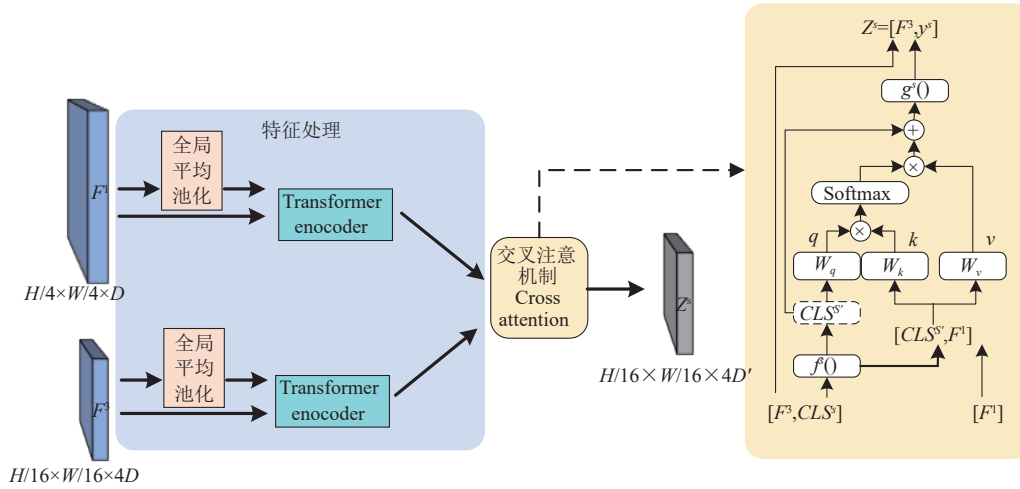 特征处理
F¹
全局
平均
池化
Transformer
enocoder
H/4×W/4×D
F³
全局
平均
池化
Transformer
enocoder
H/16×W/16×4D
交叉注意
机制
Cross
attention
Zˢ
H/16×W/16×4D′
Zˢ=[F³,yˢ]
gˢ()
+
×
Softmax
×
q
k
v
W_q
W_k
W_v
CLS^S′
[CLS^S′,F¹]
fˢ()
[F³,CLSˢ]
[F¹]